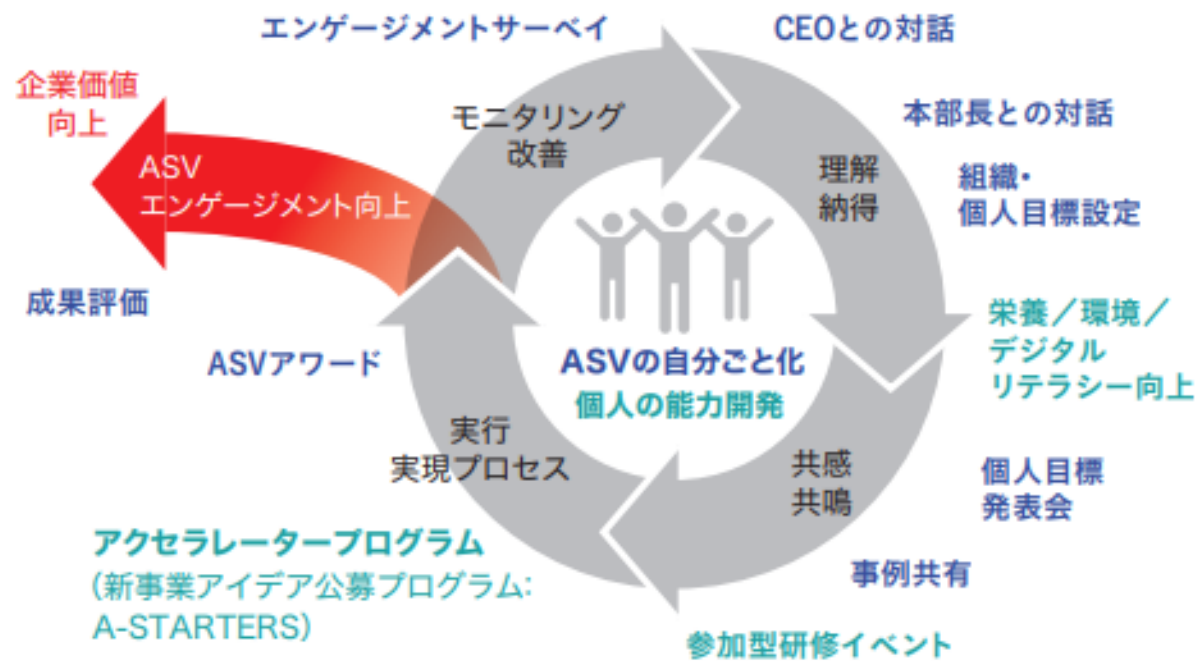 エンゲージメントサーベイ
CEOとの対話
企業価値
向上
モニタリング
改善
本部長との対話
ASV
エンゲージメント向上
理解
納得
組織・
個人目標設定
成果評価
栄養／環境／
デジタル
リテラシー向上
ASVアワード
ASVの自分ごと化
個人の能力開発
実行
実現プロセス
共感
共鳴
個人目標
発表会
アクセラレータープログラム
（新事業アイデア公募プログラム:
A-STARTERS）
事例共有
参加型研修イベント